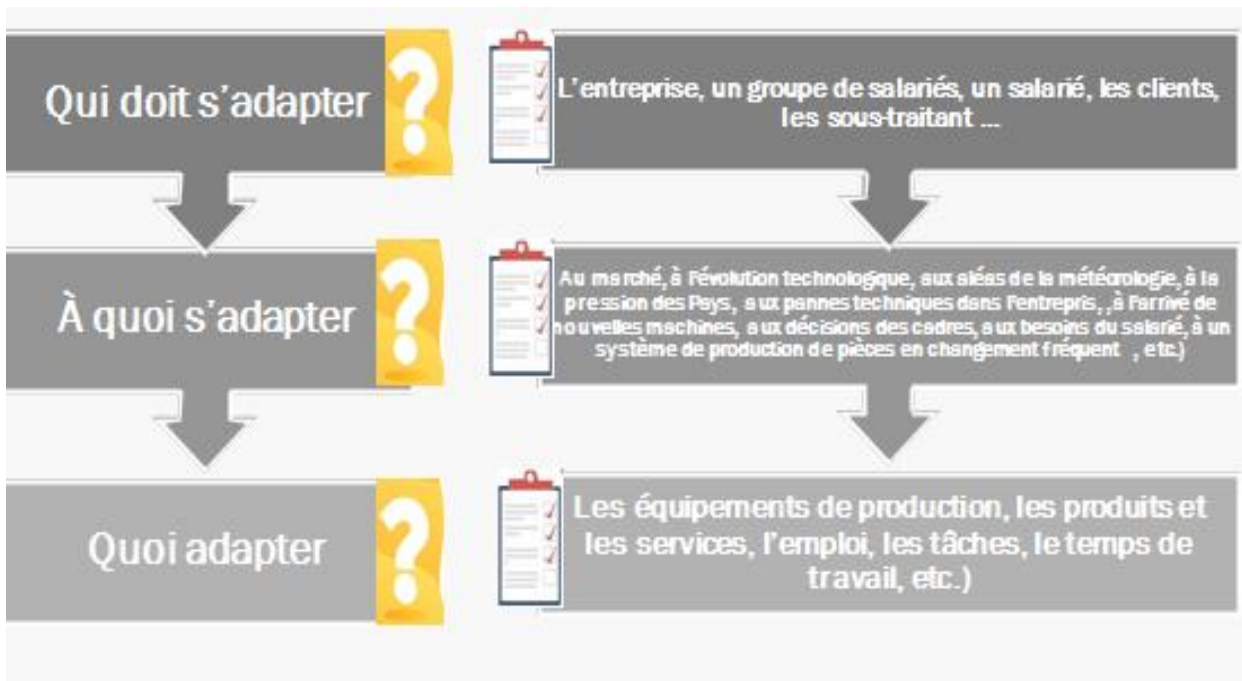 Qui doit s'adapter
?
L'entreprise, un groupe de salariés, un salarié, les clients,
les sous-traitant ...
À quoi s'adapter
?
Au marché, à l'évolution technologique, aux aléas de la météorologie, à la
pression des Pays, aux pannes techniques dans l'entrepris, ,à l'arrivé de
nouvelles machines, aux décisions des cadres, aux besoins du salarié, à un
système de production de pièces en changement fréquent , etc.)
Quoi adapter
?
Les équipements de production, les produits et
les services, l'emploi, les tâches, le temps de
travail, etc.)